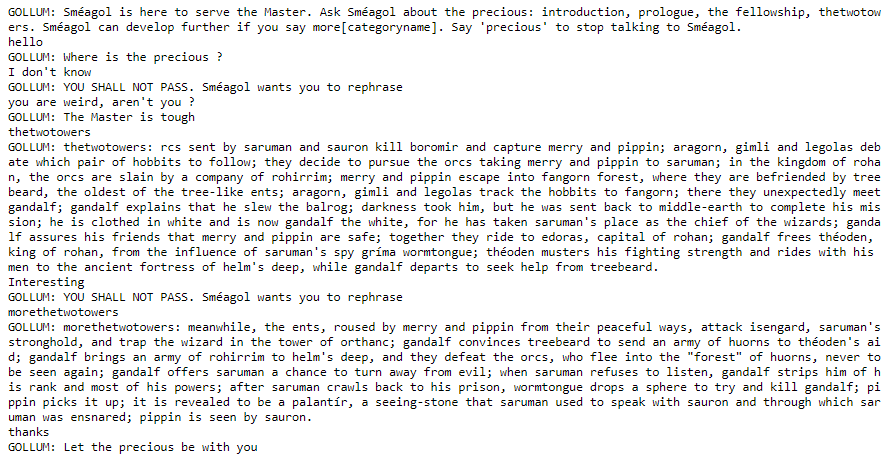 GOLLUM: Sméagol is here to serve the Master. Ask Sméagol about the precious: introduction, prologue, the fellowship, thetwotow
ers. Sméagol can develop further if you say more[categoryname]. Say 'precious' to stop talking to Sméagol.
hello
GOLLUM: Where is the precious ?
I don't know
GOLLUM: YOU SHALL NOT PASS. Sméagol wants you to rephrase
you are weird, aren't you ?
GOLLUM: The Master is tough
thetwotowers
GOLLUM: thetwotowers: rcs sent by saruman and sauron kill boromir and capture merry and pippin; aragorn, gimli and legolas deb
ate which pair of hobbits to follow; they decide to pursue the orcs taking merry and pippin to saruman; in the kingdom of roha
n, the orcs are slain by a company of rohirrim; merry and pippin escape into fangorn forest, where they are befriended by tree
beard, the oldest of the tree-like ents; aragorn, gimli and legolas track the hobbits to fangorn; there they unexpectedly meet
gandalf; gandalf explains that he slew the balrog; darkness took him, but he was sent back to middle-earth to complete his mis
sion; he is clothed in white and is now gandalf the white, for he has taken saruman's place as the chief of the wizards; ganda
lf assures his friends that merry and pippin are safe; together they ride to edoras, capital of rohan; gandalf frees théoden,
king of rohan, from the influence of saruman's spy gríma wormtongue; théoden musters his fighting strength and rides with his
men to the ancient fortress of helm's deep, while gandalf departs to seek help from treebeard.
Interesting
GOLLUM: YOU SHALL NOT PASS. Sméagol wants you to rephrase
morethetwotowers
GOLLUM: morethetwotowers: meanwhile, the ents, roused by merry and pippin from their peaceful ways, attack isengard, saruman's
stronghold, and trap the wizard in the tower of orthanc; gandalf convinces treebeard to send an army of huorns to théoden's ai
d; gandalf brings an army of rohirrim to helm's deep, and they defeat the orcs, who flee into the "forest" of huorns, never to
be seen again; gandalf offers saruman a chance to turn away from evil; when saruman refuses to listen, gandalf strips him of h
is rank and most of his powers; after saruman crawls back to his prison, wormtongue drops a sphere to try and kill gandalf; pi
ppin picks it up; it is revealed to be a palantír, a seeing-stone that saruman used to speak with sauron and through which sar
uman was ensnared; pippin is seen by sauron.
thanks
GOLLUM: Let the precious be with you